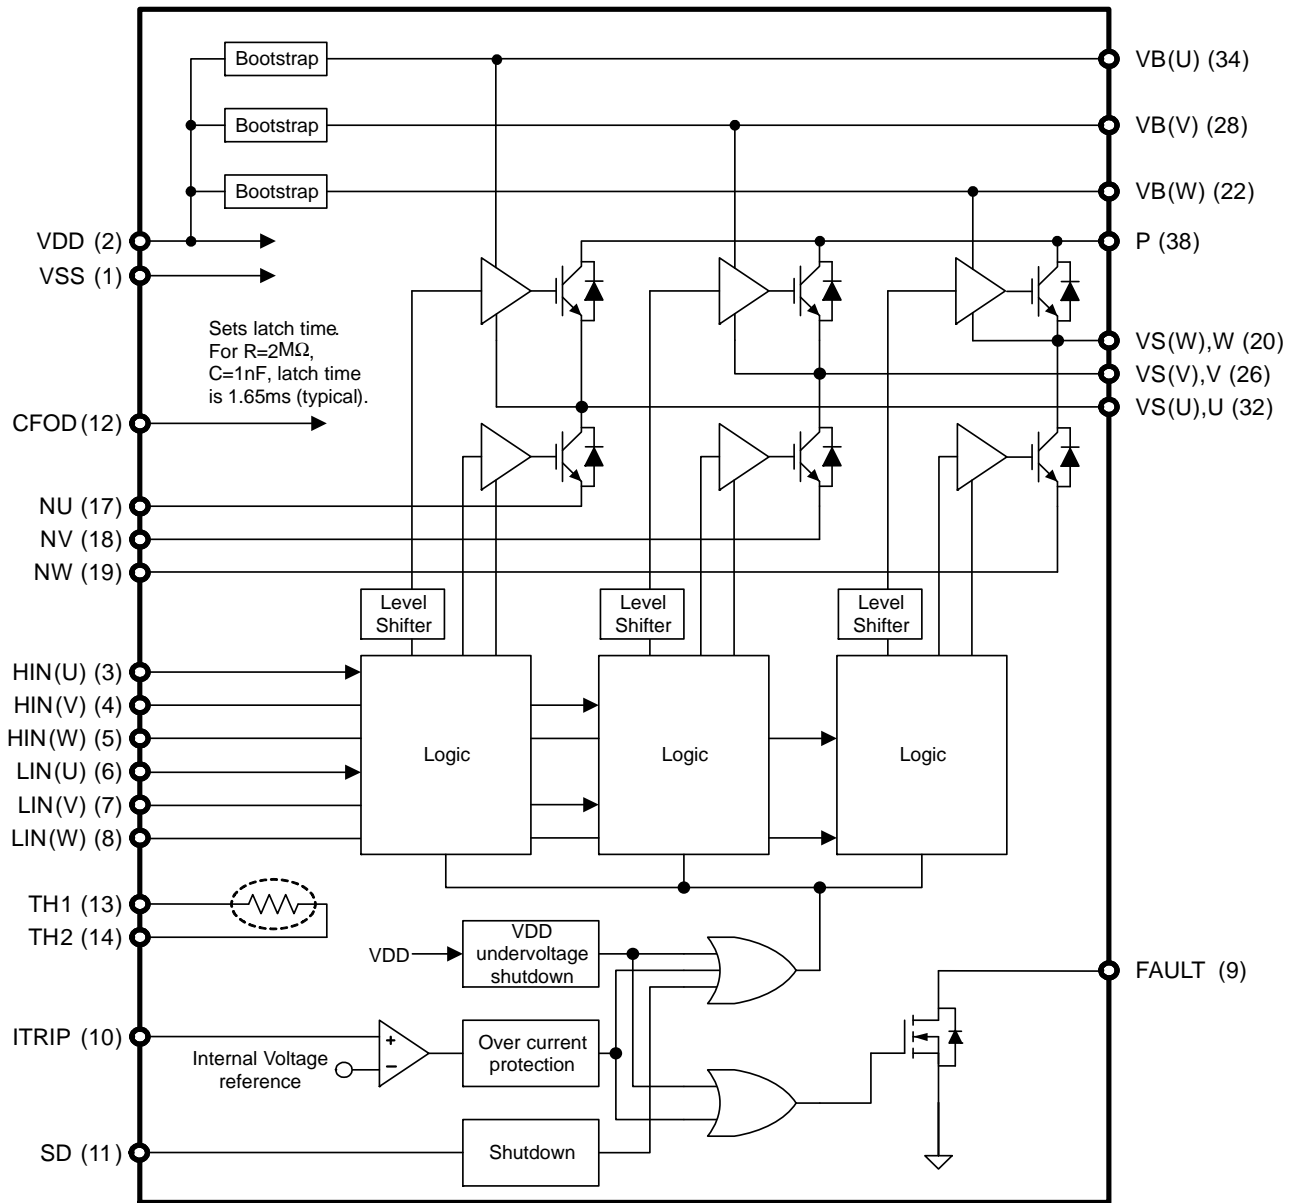 Bootstrap
VB(U) (34)
Bootstrap
VB(V) (28)
Bootstrap
VB(W) (22)
VDD (2)
P (38)
VSS (1)
Sets latch time.
For R=2MΩ,
C=1nF, latch time
is 1.65ms (typical).
VS(W),W (20)
VS(V),V (26)
VS(U),U (32)
CFOD(12)
NU (17)
NV (18)
NW (19)
Level
Shifter
Level
Shifter
Level
Shifter
HIN(U) (3)
HIN(V) (4)
HIN(W) (5)
LIN(U) (6)
LIN(V) (7)
LIN(W) (8)
Logic
Logic
Logic
TH1 (13)
TH2 (14)
VDD
VDD
undervoltage
shutdown
FAULT (9)
ITRIP (10)
+
−
Internal Voltage
reference
Over current
protection
SD (11)
Shutdown